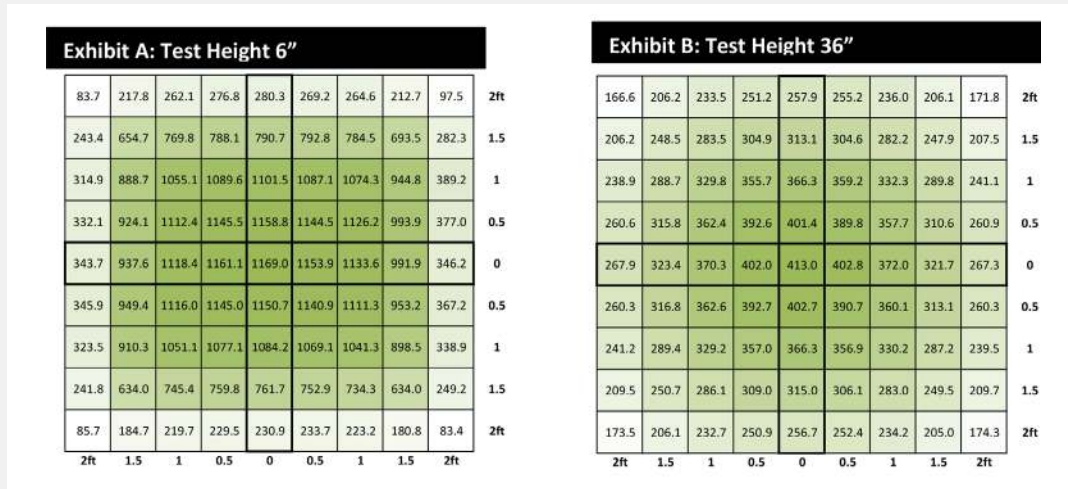 Exhibit A: Test Height 6”
83.7 217.8 262.1 276.8 280.3 269.2 264.6 212.7 97.5 2ft
243.4 654.7 769.8 788.1 790.7 792.8 784.5 693.5 282.3 1.5
314.9 888.7 1055.1 1089.6 1101.5 1087.1 1074.3 944.8 389.2 1
332.1 924.1 1112.4 1145.5 1158.8 1144.5 1126.2 993.9 377.0 0.5
343.7 937.6 1118.4 1161.1 1169.0 1153.9 1133.6 991.9 346.2 0
345.9 949.4 1116.0 1145.0 1150.7 1140.9 1111.3 953.2 367.2 0.5
323.5 910.3 1051.1 1077.1 1084.2 1069.1 1041.3 898.5 338.9 1
241.8 634.0 745.4 759.8 761.7 752.9 734.3 634.0 249.2 1.5
85.7 184.7 219.7 229.5 230.9 233.7 223.2 180.8 83.4 2ft
2ft 1.5 1 0.5 0 0.5 1 1.5 2ft
Exhibit B: Test Height 36”
166.6 206.2 233.5 251.2 257.9 255.2 236.0 206.1 171.8 2ft
206.2 248.5 283.5 304.9 313.1 304.6 282.2 247.9 207.5 1.5
238.9 288.7 329.8 355.7 366.3 359.2 332.3 289.8 241.1 1
260.6 315.8 362.4 392.6 401.4 389.8 357.7 310.6 260.9 0.5
267.9 323.4 370.3 402.0 413.0 402.8 372.0 321.7 267.3 0
260.3 316.8 362.6 392.7 402.7 390.7 360.1 313.1 260.3 0.5
241.2 289.4 329.2 357.0 366.3 356.9 330.2 287.2 239.5 1
209.5 250.7 286.1 309.0 315.0 306.1 283.0 249.5 209.7 1.5
173.5 206.1 232.7 250.9 256.7 252.4 234.2 205.0 174.3 2ft
2ft 1.5 1 0.5 0 0.5 1 1.5 2ft